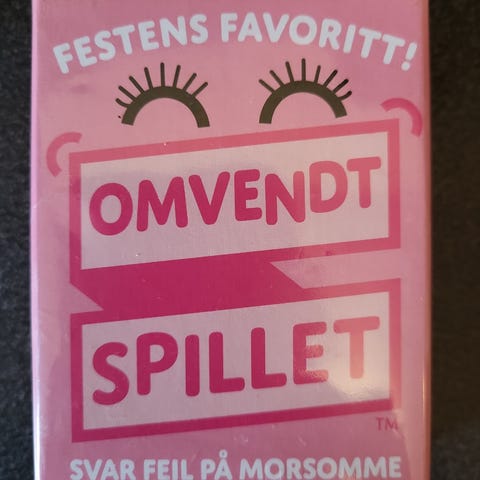 FESTENS FAVORITT!
OMVENDT
SPILLET
TM
SVAR FEIL PÅ MORSOMME